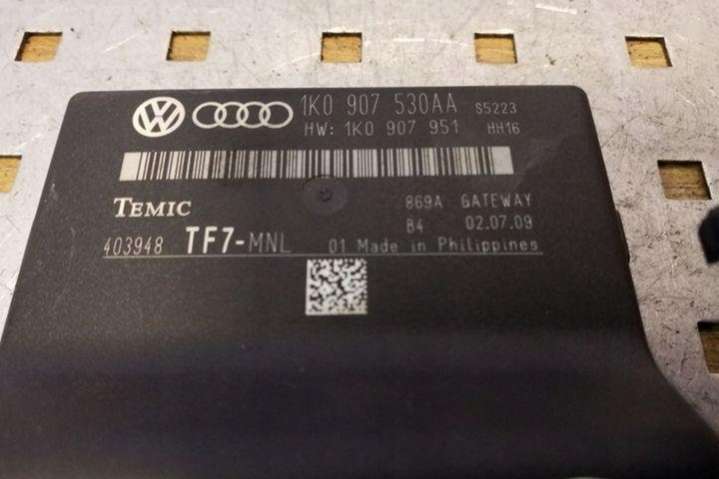 1K0 907 530AA S5223
HW: 1K0 907 951 HH16
TEMIC 869A GATEWAY
B4 02.07.09
403948 TF7-MNL 01 Made in Philippines